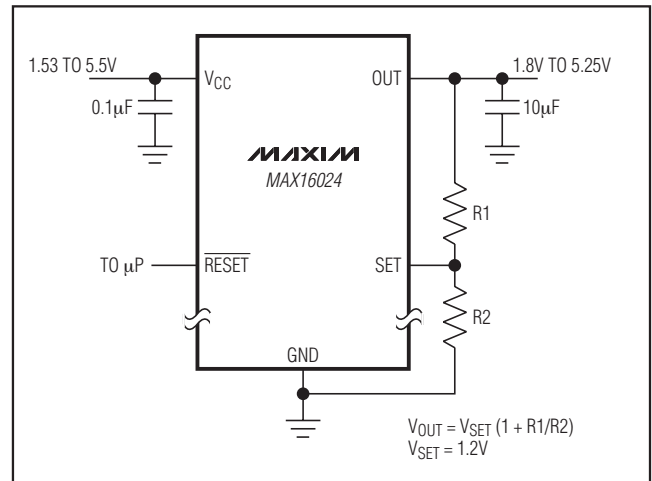 1.53 TO 5.5V
VCC
OUT
1.8V TO 5.25V
0.1µF
10µF
MAXIM
MAX16024
R1
TO µP
RESET
SET
R2
GND
VOUT = VSET (1 + R1/R2)
VSET = 1.2V